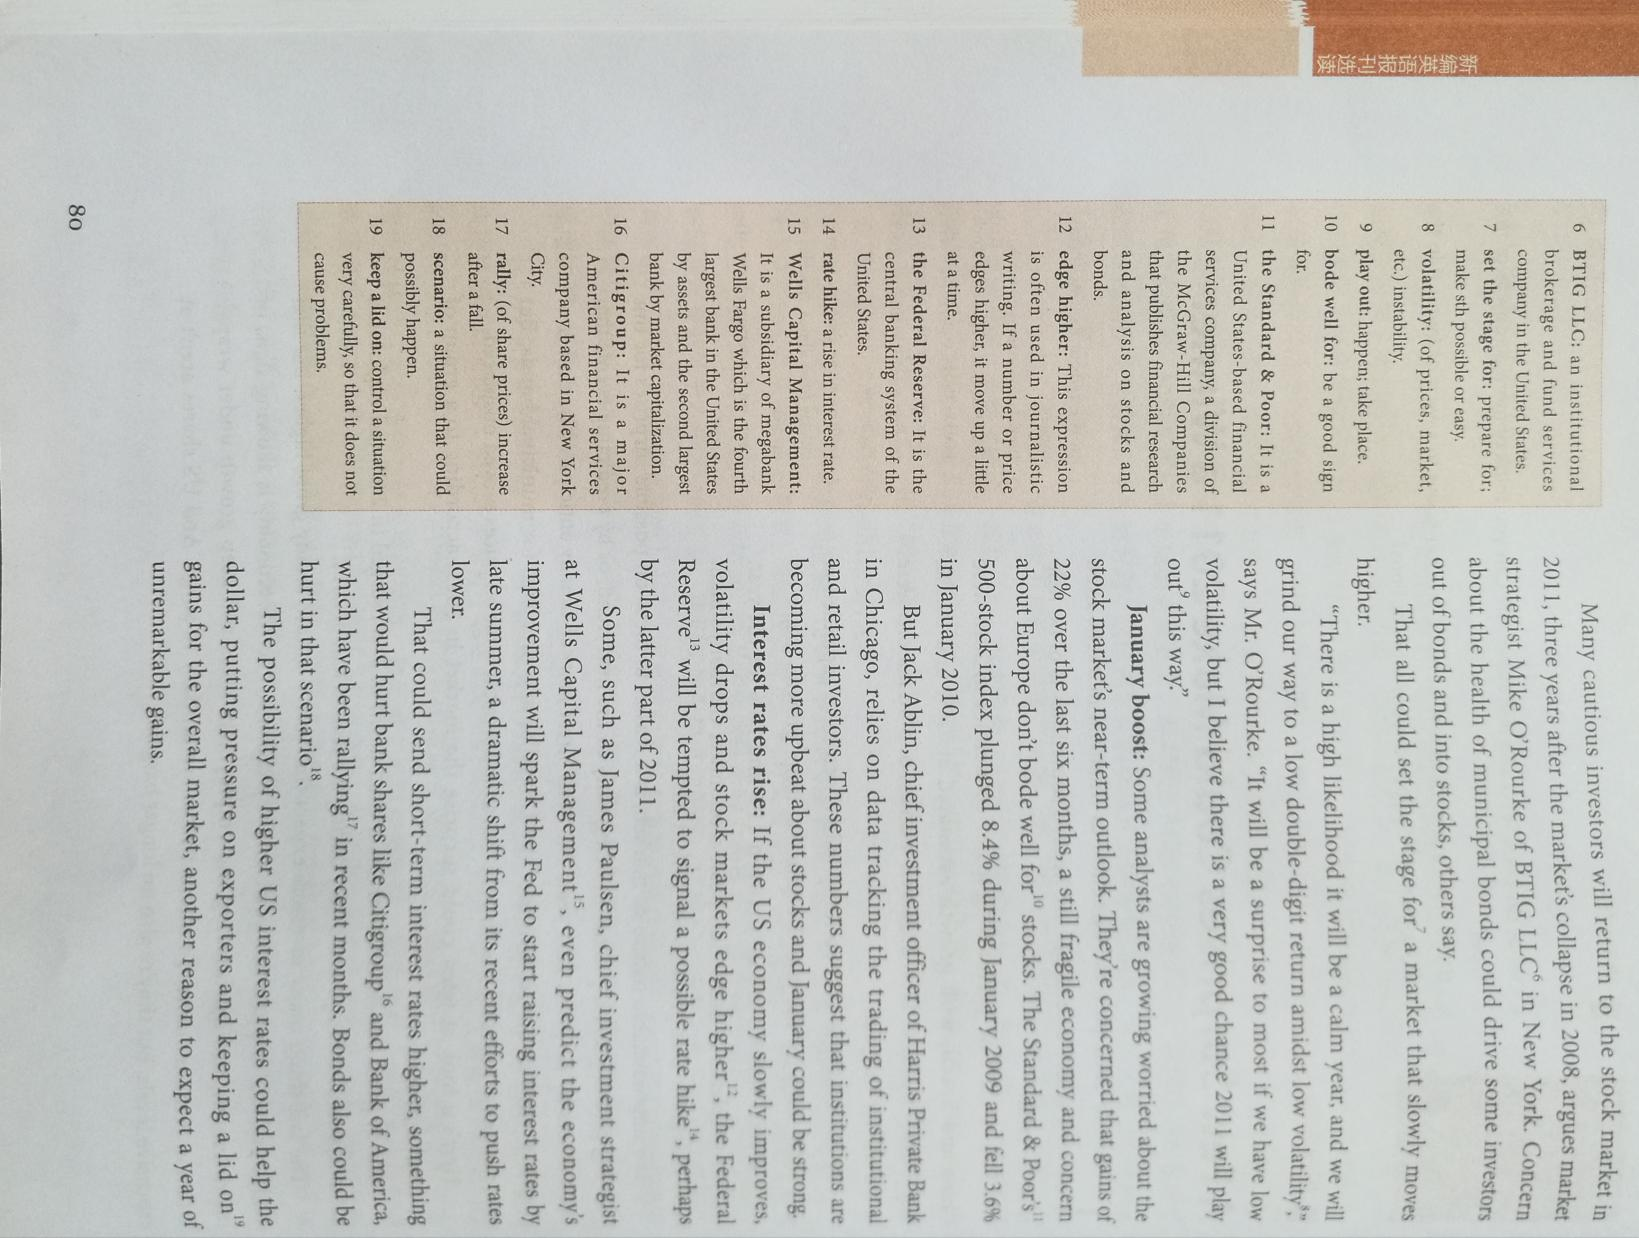 新编英语报刊选读
6 BTIG LLC: an institutional
brokerage and fund services
company in the United States.
7 set the stage for: prepare for;
make sth possible or easy.
8 volatility: (of prices, market,
etc.) instability.
9 play out: happen; take place.
10 bode well for: be a good sign
for.
11 the Standard & Poor: It is a
United States-based financial
services company, a division of
the McGraw-Hill Companies
that publishes financial research
and analysis on stocks and
bonds.
12 edge higher: This expression
is often used in journalistic
writing. If a number or price
edges higher, it move up a little
at a time.
13 the Federal Reserve: It is the
central banking system of the
United States.
14 rate hike: a rise in interest rate.
15 Wells Capital Management:
It is a subsidiary of megabank
Wells Fargo which is the fourth
largest bank in the United States
by assets and the second largest
bank by market capitalization.
16 Citigroup: It is a major
American financial services
company based in New York
City.
17 rally: (of share prices) increase
after a fall.
18 scenario: a situation that could
possibly happen.
19 keep a lid on: control a situation
very carefully, so that it does not
cause problems.
Many cautious investors will return to the stock market in
2011, three years after the market's collapse in 2008, argues market
strategist Mike O'Rourke of BTIG LLC6 in New York. Concern
about the health of municipal bonds could drive some investors
out of bonds and into stocks, others say.
That all could set the stage for7 a market that slowly moves
higher.
“There is a high likelihood it will be a calm year, and we will
grind our way to a low double-digit return amidst low volatility8,”
says Mr. O'Rourke. “It will be a surprise to most if we have low
volatility, but I believe there is a very good chance 2011 will play
out9 this way.”
January boost: Some analysts are growing worried about the
stock market's near-term outlook. They're concerned that gains of
22% over the last six months, a still fragile economy and concern
about Europe don't bode well for10 stocks. The Standard & Poor's11
500-stock index plunged 8.4% during January 2009 and fell 3.6%
in January 2010.
But Jack Ablin, chief investment officer of Harris Private Bank
in Chicago, relies on data tracking the trading of institutional
and retail investors. These numbers suggest that institutions are
becoming more upbeat about stocks and January could be strong.
Interest rates rise: If the US economy slowly improves,
volatility drops and stock markets edge higher12, the Federal
Reserve13 will be tempted to signal a possible rate hike14, perhaps
by the latter part of 2011.
Some, such as James Paulsen, chief investment strategist
at Wells Capital Management15, even predict the economy's
improvement will spark the Fed to start raising interest rates by
late summer, a dramatic shift from its recent efforts to push rates
lower.
That could send short-term interest rates higher, something
that would hurt bank shares like Citigroup16 and Bank of America,
which have been rallying17 in recent months. Bonds also could be
hurt in that scenario18.
The possibility of higher US interest rates could help the
dollar, putting pressure on exporters and keeping a lid on19
gains for the overall market, another reason to expect a year of
unremarkable gains.
80